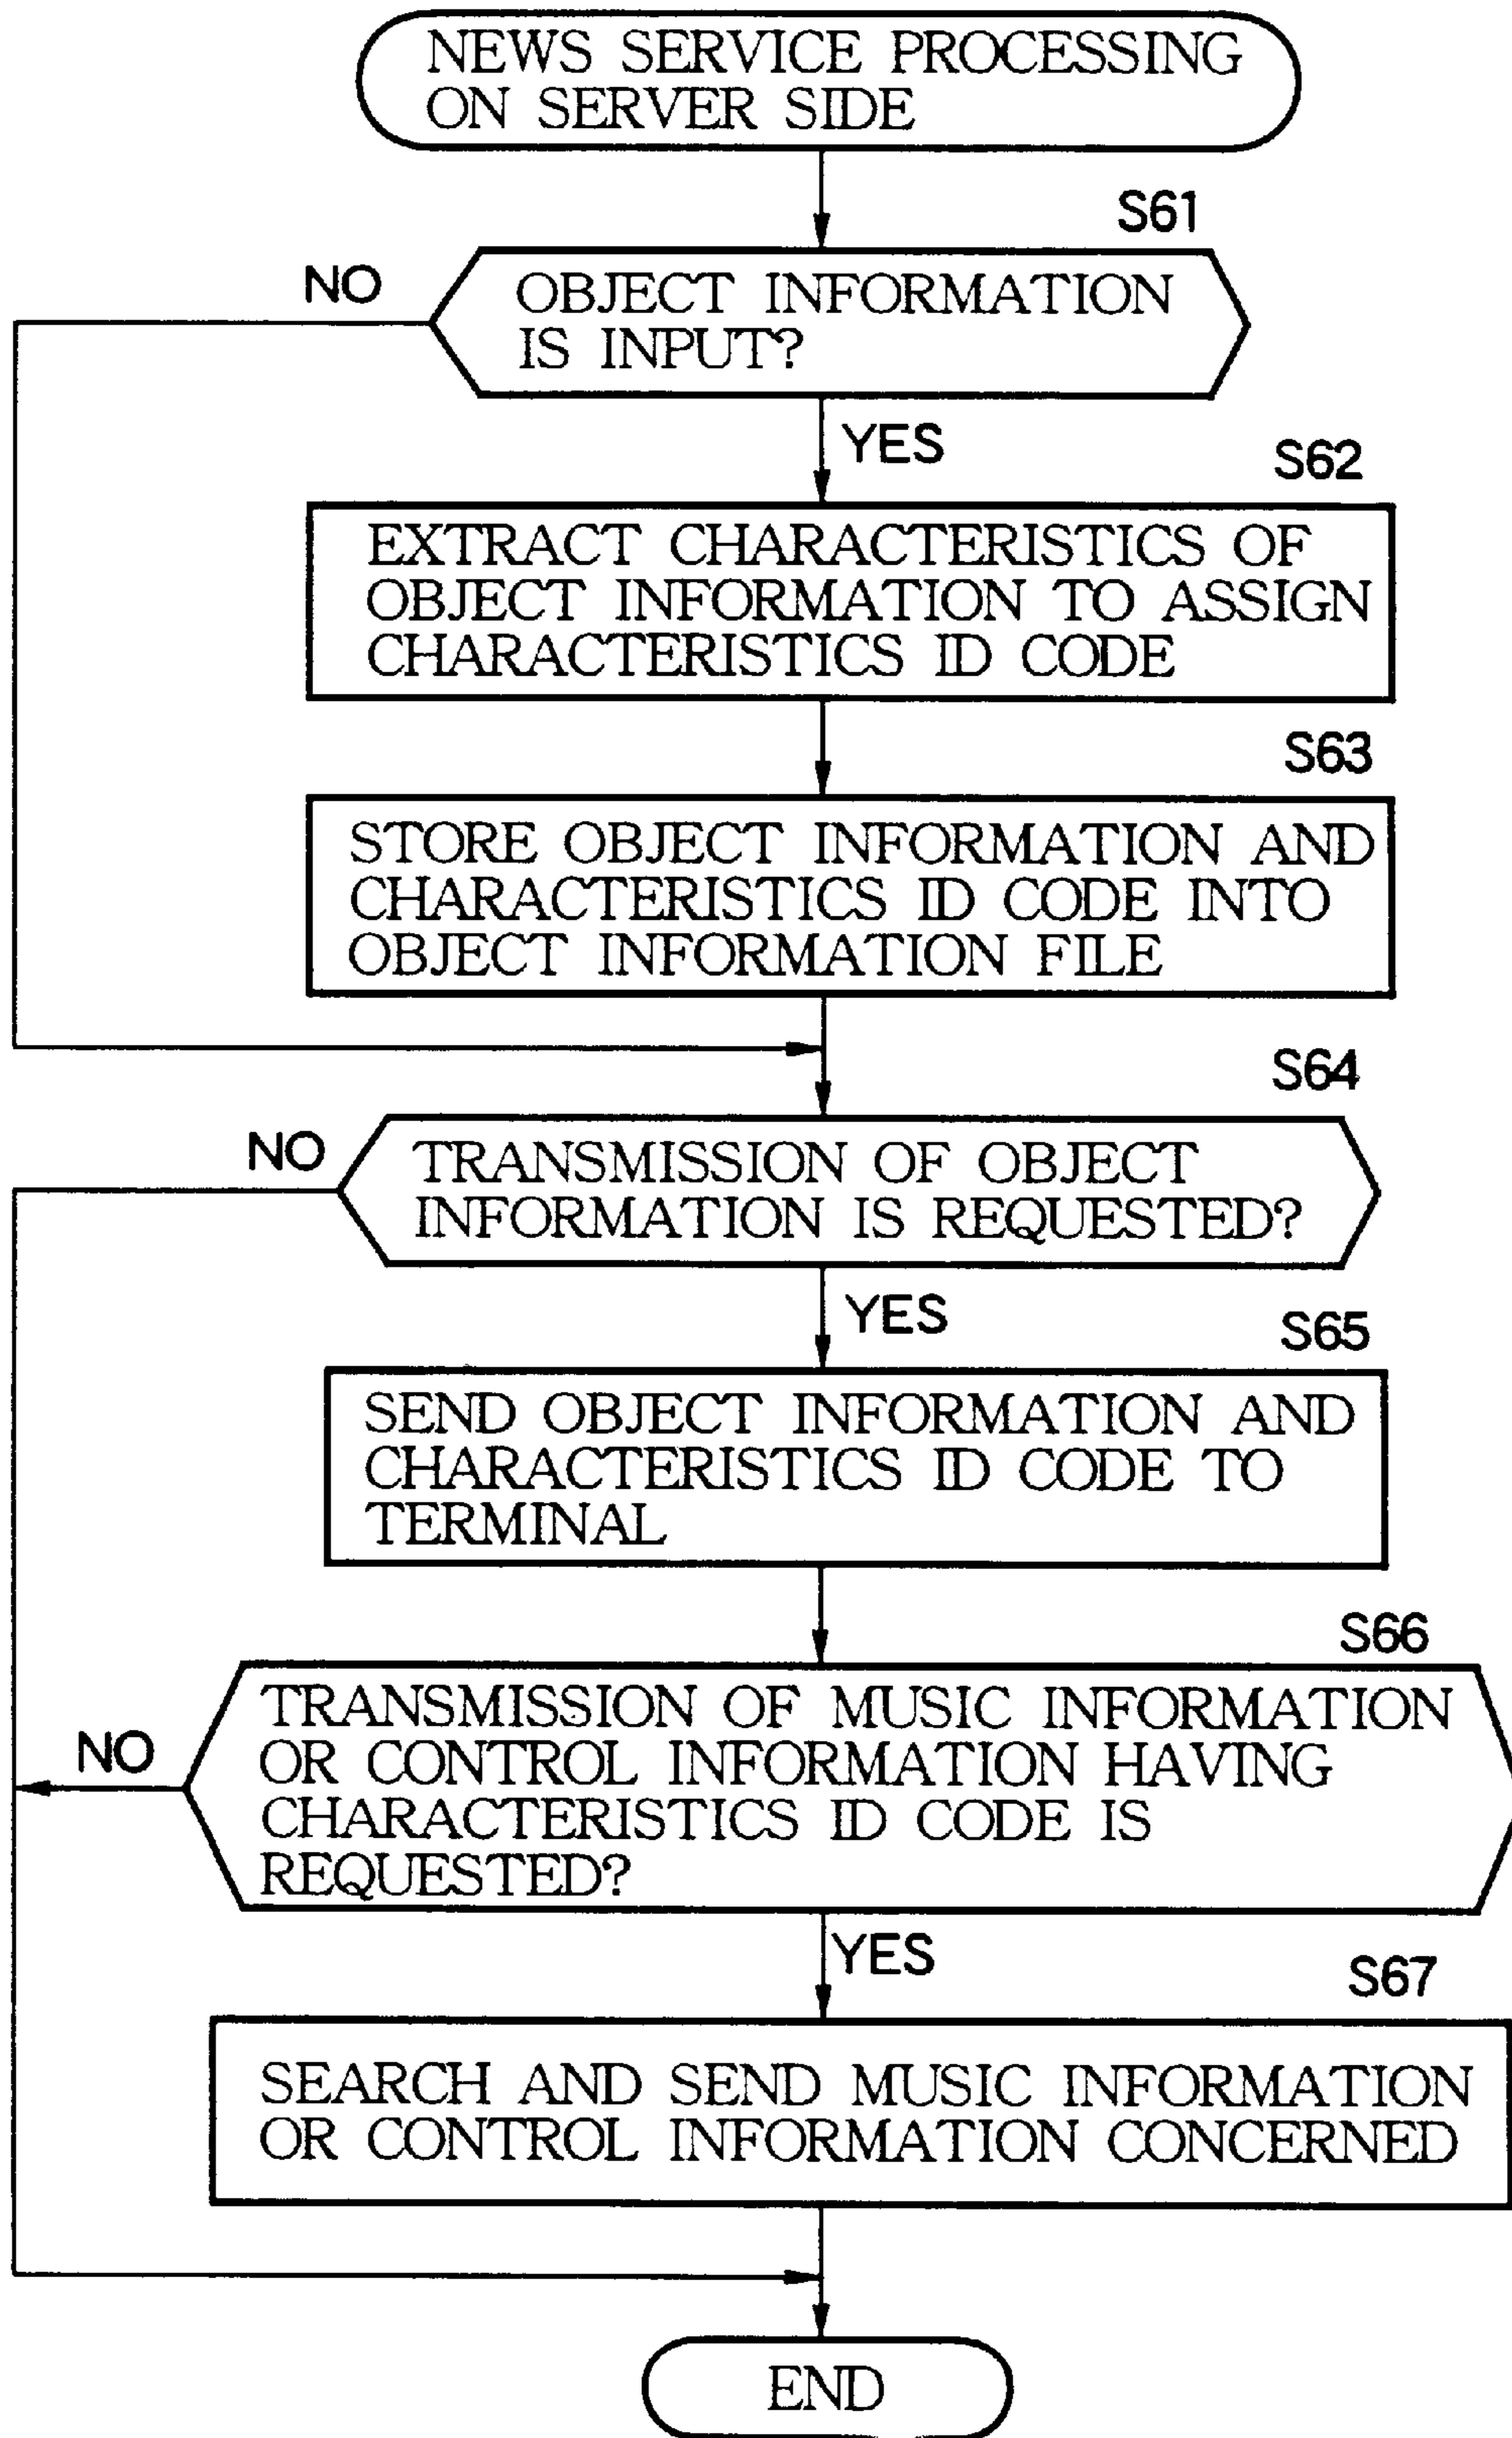 NEWS SERVICE PROCESSING
ON SERVER SIDE
S61
NO
OBJECT INFORMATION
IS INPUT?
YES
S62
EXTRACT CHARACTERISTICS OF
OBJECT INFORMATION TO ASSIGN
CHARACTERISTICS ID CODE
S63
STORE OBJECT INFORMATION AND
CHARACTERISTICS ID CODE INTO
OBJECT INFORMATION FILE
S64
NO
TRANSMISSION OF OBJECT
INFORMATION IS REQUESTED?
YES
S65
SEND OBJECT INFORMATION AND
CHARACTERISTICS ID CODE TO
TERMINAL
S66
NO
TRANSMISSION OF MUSIC INFORMATION
OR CONTROL INFORMATION HAVING
CHARACTERISTICS ID CODE IS
REQUESTED?
YES
S67
SEARCH AND SEND MUSIC INFORMATION
OR CONTROL INFORMATION CONCERNED
END